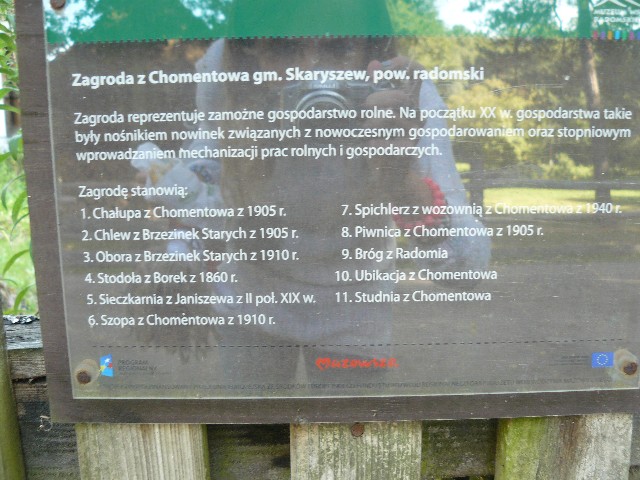 Zagroda z Chomentowa gm. Skaryszew, pow. radomski
Zagroda reprezentuje zamożne gospodarstwo rolne. Na początku XX w. gospodarstwa takie
były nośnikiem nowinek związanych z nowoczesnym gospodarowaniem oraz stopniowym
wprowadzaniem mechanizacji prac rolnych i gospodarczych.
Zagrodę stanowią:
1. Chałupa z Chomentowa z 1905 r.
2. Chlew z Brzezinek Starych z 1905 r.
3. Obora z Brzezinek Starych z 1910 r.
4. Stodoła z Borek z 1860 r.
5. Sieczkarnia z Janiszewa z II poł. XIX w.
6. Szopa z Chomentowa z 1910 r.
7. Spichlerz z wozownią z Chomentowa z 1940 r.
8. Piwnica z Chomentowa z 1905 r.
9. Bróg z Radomia
10. Ubikacja z Chomentowa
11. Studnia z Chomentowa
PROGRAM
REGIONALNY
Mazowsze